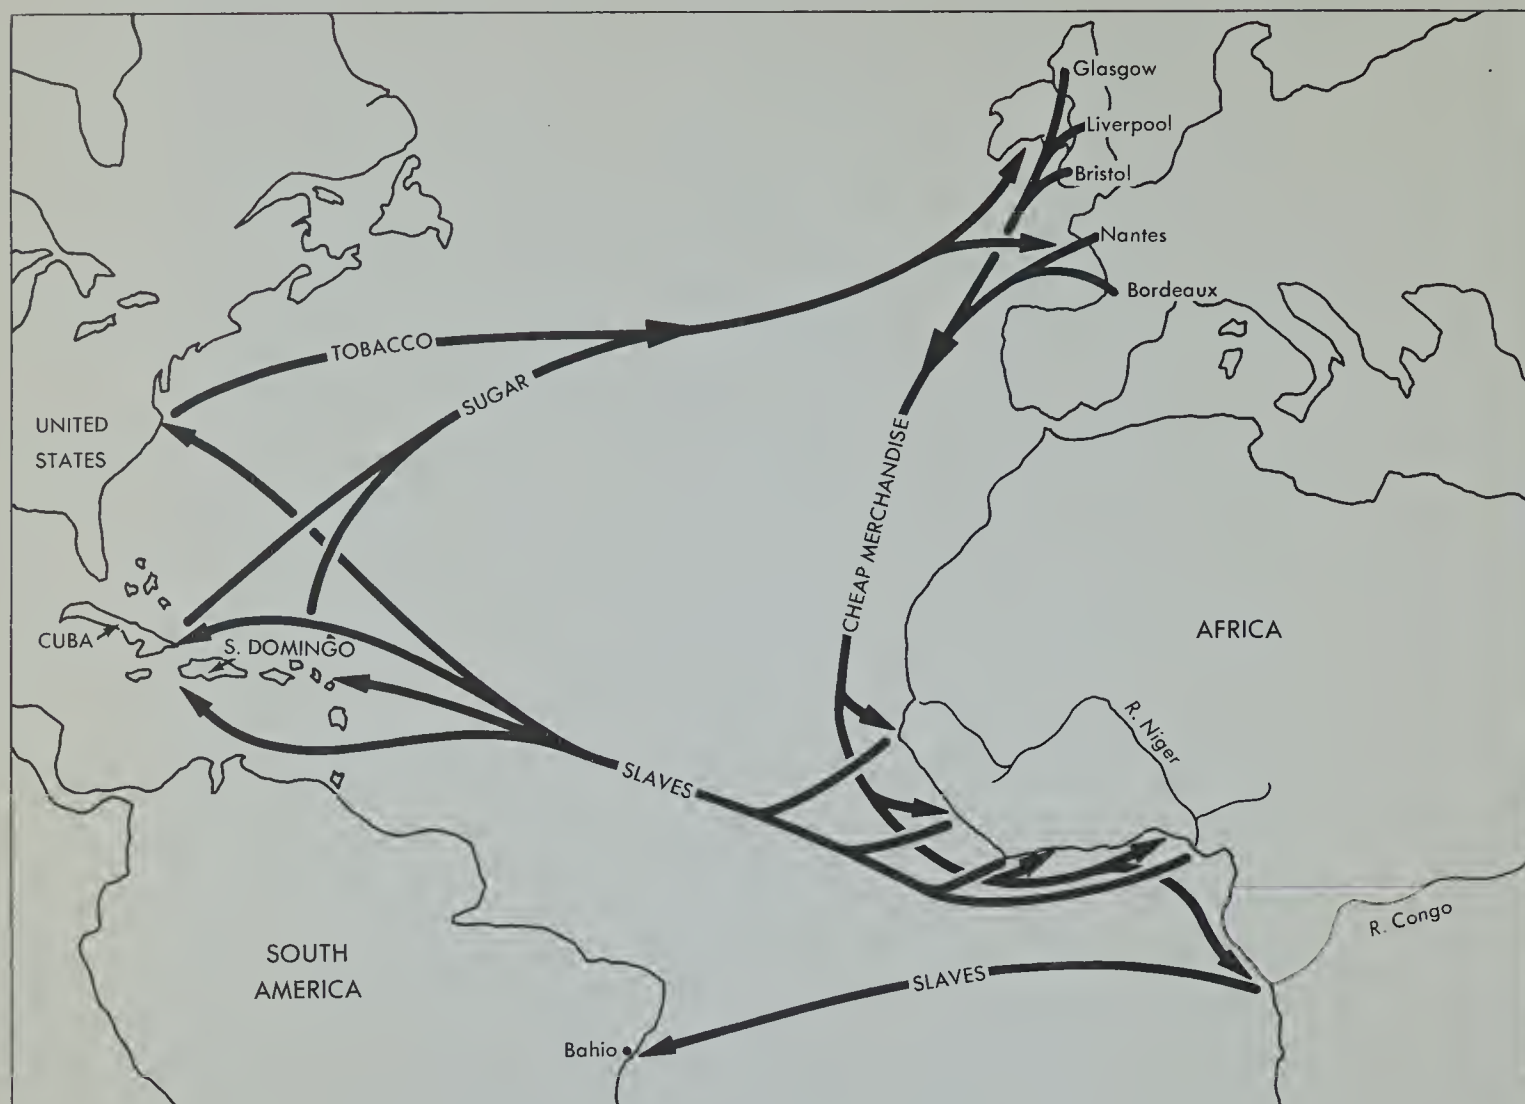 Glasgow
Liverpool
Bristol
Nantes
Bordeaux
TOBACCO
SUGAR
UNITED
STATES
CHEAP MERCHANDISE
CUBA
S. DOMINGO
AFRICA
R. Niger
SLAVES
R. Congo
SOUTH
AMERICA
SLAVES
Bahio